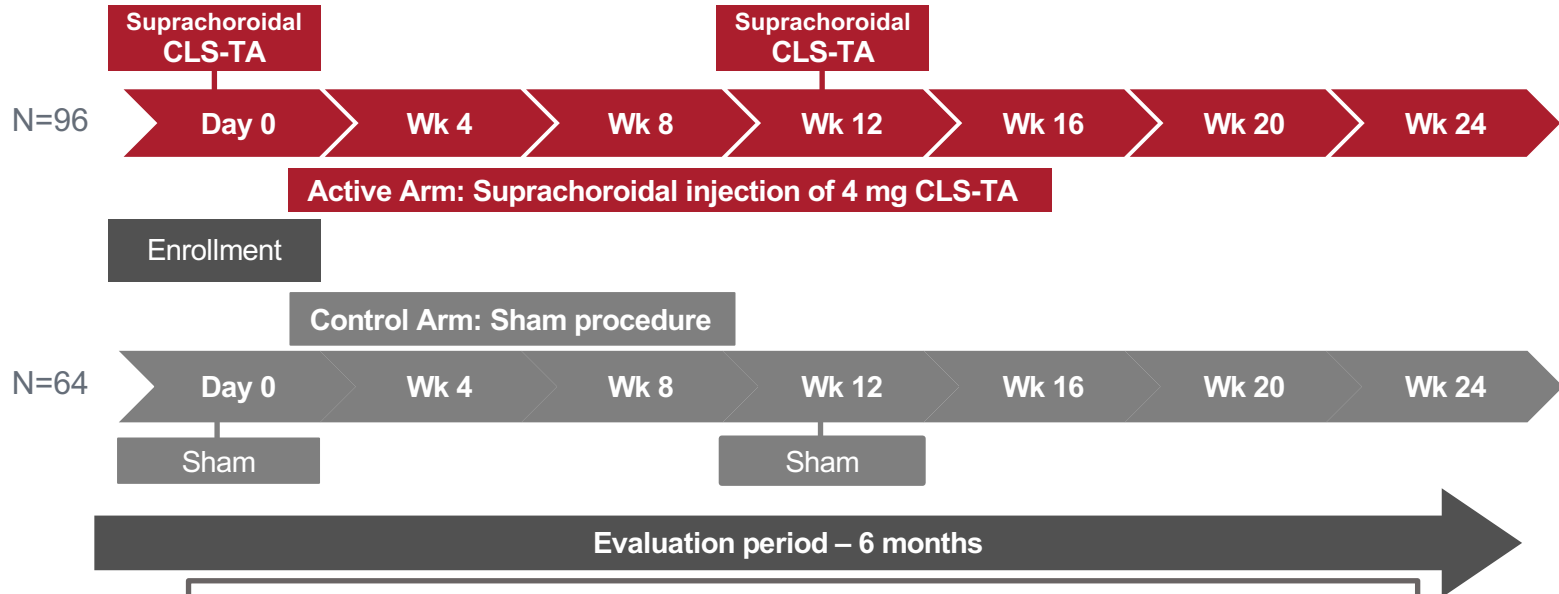 Suprachoroidal
CLS-TA
Suprachoroidal
CLS-TA
N=96
Day 0
Wk 4
Wk 8
Wk 12
Wk 16
Wk 20
Wk 24
Active Arm: Suprachoroidal injection of 4 mg CLS-TA
Enrollment
Control Arm: Sham procedure
N=64
Day 0
Wk 4
Wk 8
Wk 12
Wk 16
Wk 20
Wk 24
Sham
Sham
Evaluation period – 6 months